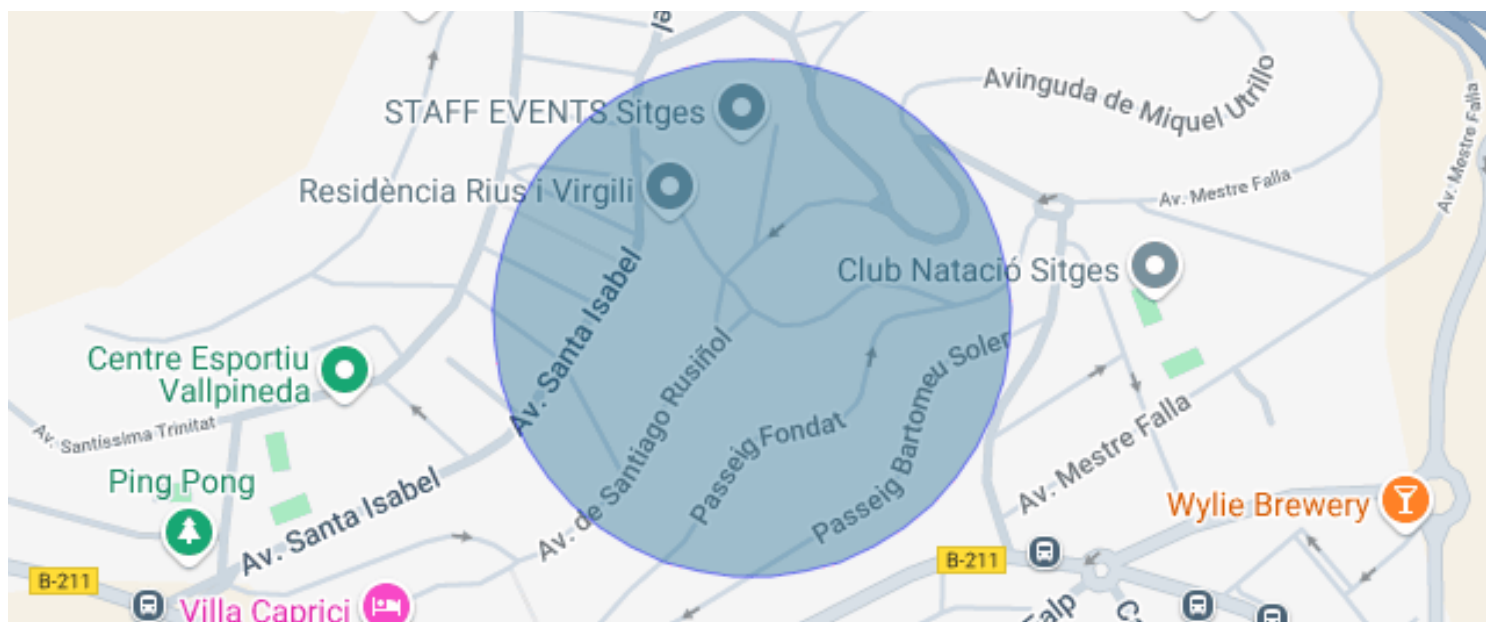 el
STAFF EVENTS Sitges
Avinguda de Miquel Utrillo
Av. Mestre Falla
Residència Rius i Virgili
Av. Mestre Falla
Club Natació Sitges
Av. Santa Isabel
Centre Esportiu
Vallpineda
Av. de Santiago Rusiñol
Passeig Bartomeu Soler
Av. Santíssima Trinitat
Passeig Fondat
Av. Mestre Falla
Ping Pong
Av. Santa Isabel
Wylie Brewery
B-211
B-211
Villa Caprici
alp
C